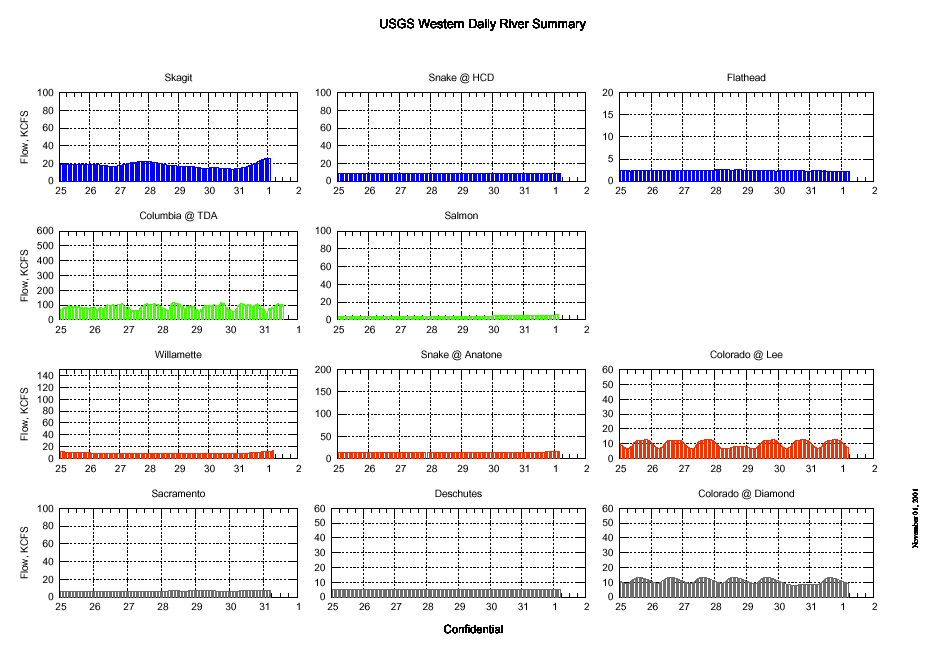 USGS Western Daily River Summary
Skagit
Snake @ HCD
Flathead
Flow, KCFS
100
80
60
40
20
0
25 26 27 28 29 30 31 1 2
100
80
60
40
20
0
25 26 27 28 29 30 31 1 2
20
15
10
5
0
25 26 27 28 29 30 31 1 2
Columbia @ TDA
Salmon
Flow, KCFS
600
500
400
300
200
100
0
25 26 27 28 29 30 31 1
100
80
60
40
20
0
25 26 27 28 29 30 31 1 2
Willamette
Snake @ Anatone
Colorado @ Lee
Flow, KCFS
140
120
100
80
60
40
20
0
25 26 27 28 29 30 31 1 2
200
150
100
50
0
25 26 27 28 29 30 31 1 2
60
50
40
30
20
10
0
25 26 27 28 29 30 31 1 2
Sacramento
Deschutes
Colorado @ Diamond
Flow, KCFS
100
80
60
40
20
0
25 26 27 28 29 30 31 1
60
50
40
30
20
10
0
25 26 27 28 29 30 31 1 2
60
50
40
30
20
10
0
25 26 27 28 29 30 31 1 2
November 01, 2001
Confidential